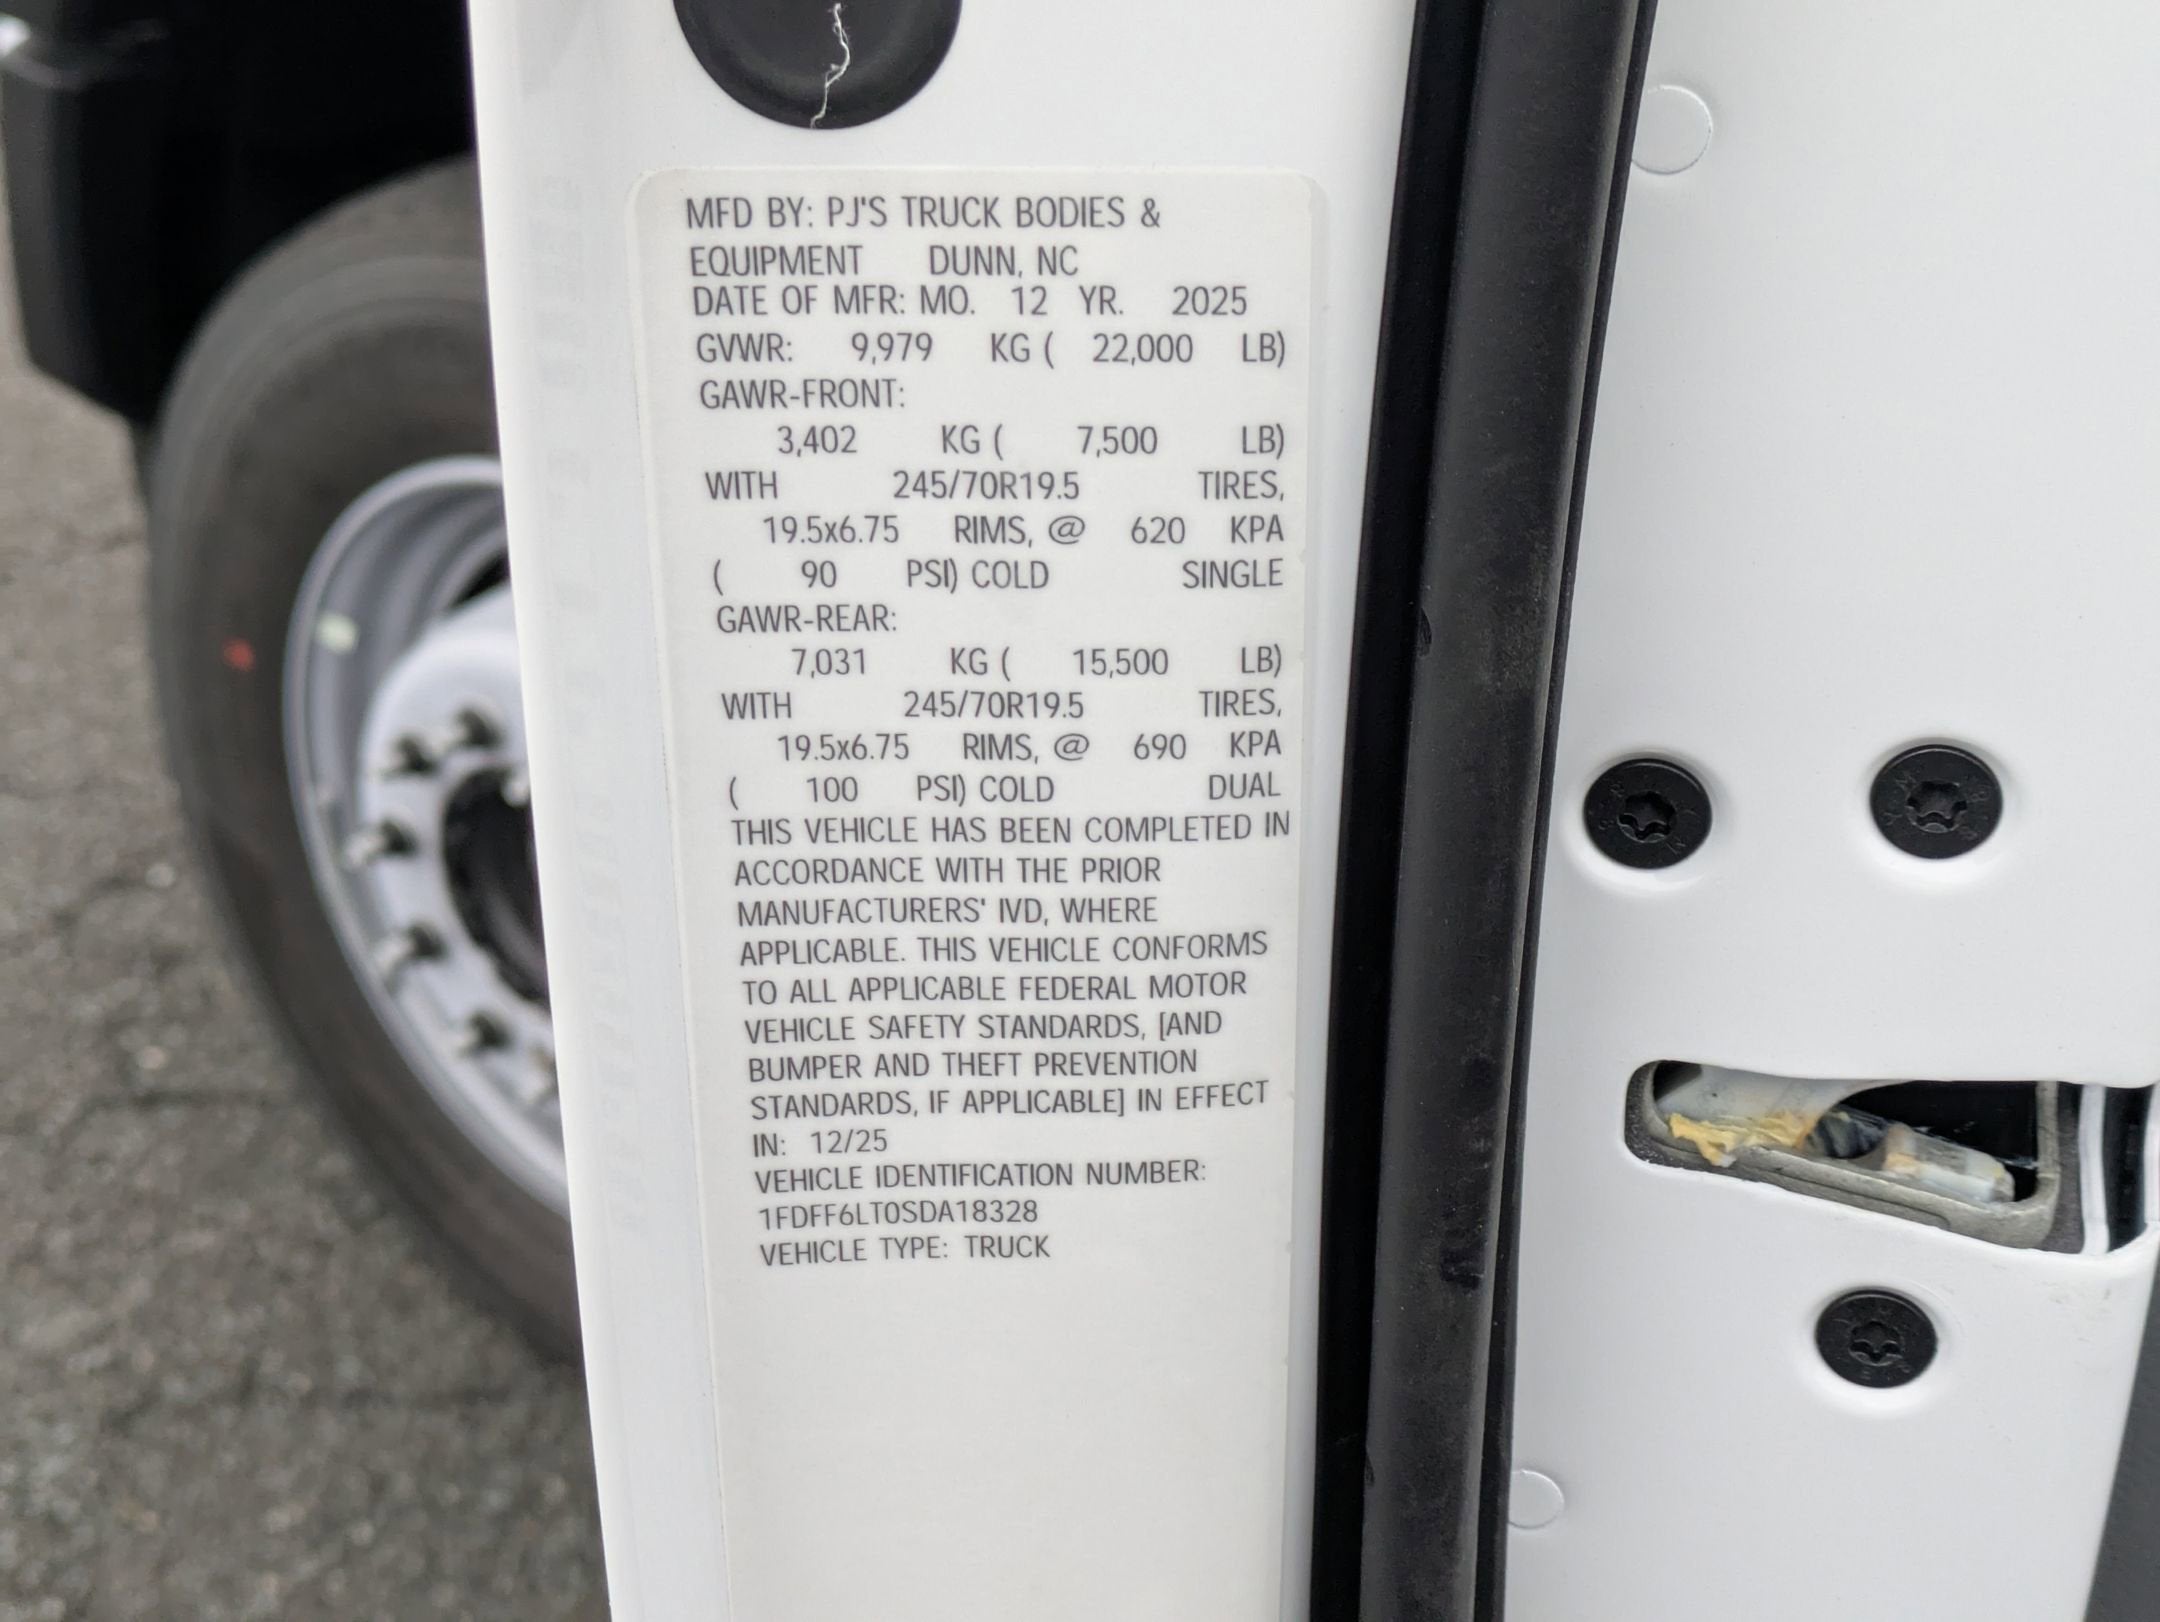 MFD BY: PJ'S TRUCK BODIES &
EQUIPMENT DUNN, NC
DATE OF MFR: MO. 12 YR. 2025
GVWR: 9,979 KG ( 22,000 LB)
GAWR-FRONT:
3,402 KG ( 7,500 LB)
WITH 245/70R19.5 TIRES,
19.5x6.75 RIMS, @ 620 KPA
( 90 PSI) COLD SINGLE
GAWR-REAR:
7,031 KG ( 15,500 LB)
WITH 245/70R19.5 TIRES,
19.5x6.75 RIMS, @ 690 KPA
( 100 PSI) COLD DUAL
THIS VEHICLE HAS BEEN COMPLETED IN
ACCORDANCE WITH THE PRIOR
MANUFACTURERS' IVD, WHERE
APPLICABLE. THIS VEHICLE CONFORMS
TO ALL APPLICABLE FEDERAL MOTOR
VEHICLE SAFETY STANDARDS, [AND
BUMPER AND THEFT PREVENTION
STANDARDS, IF APPLICABLE] IN EFFECT
IN: 12/25
VEHICLE IDENTIFICATION NUMBER:
1FDFF6LT0SDA18328
VEHICLE TYPE: TRUCK